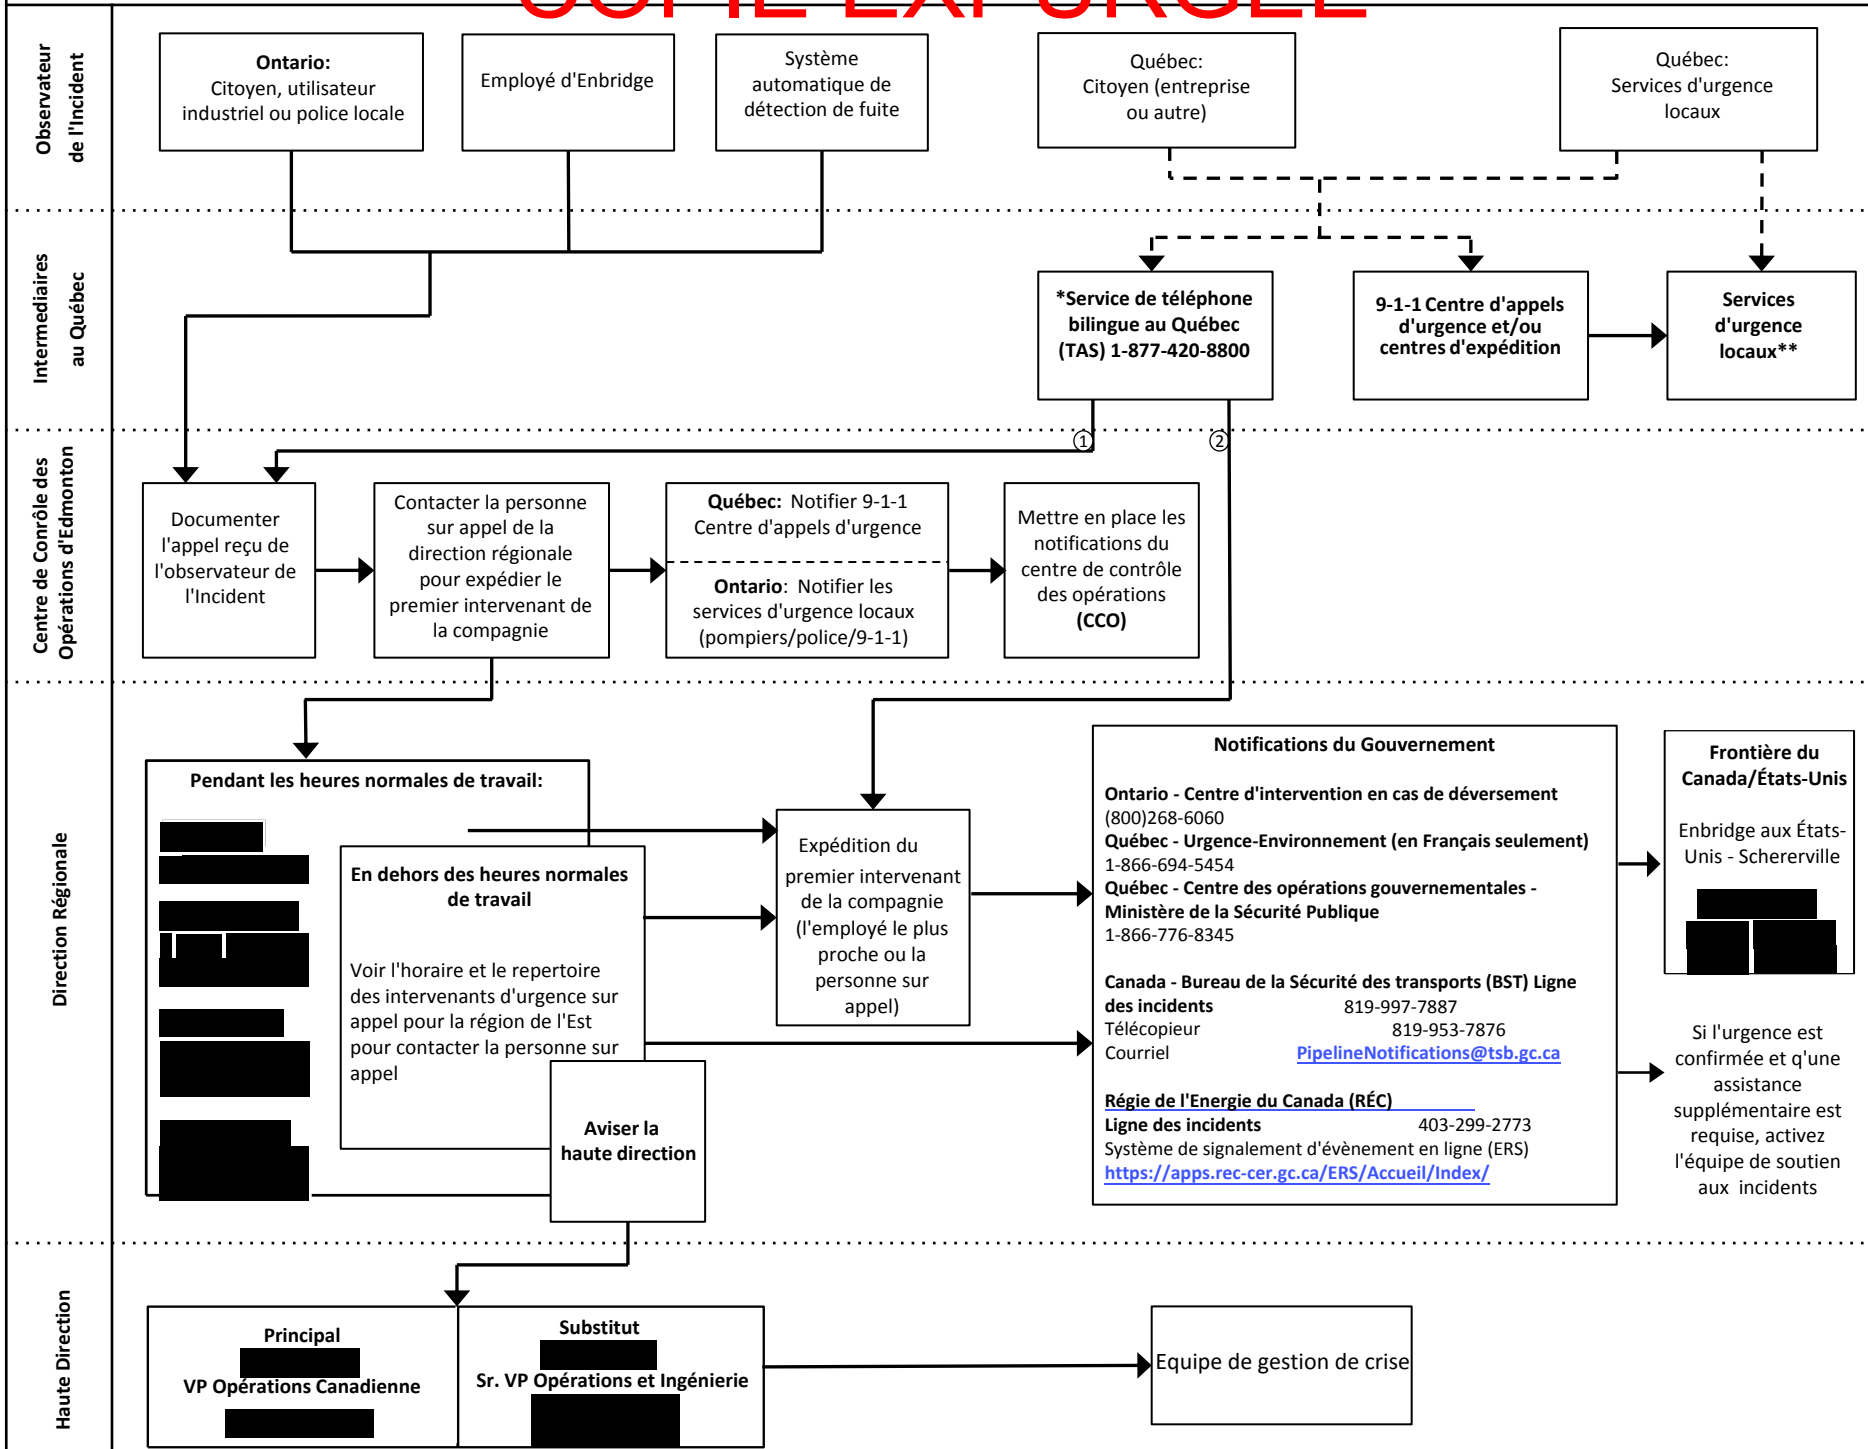 COPIE EXPURGÉE
Observateur
de l'Incident
Ontario:
Citoyen, utilisateur
industriel ou police locale
Employé d'Enbridge
Système
automatique de
détection de fuite
Québec:
Citoyen (entreprise
ou autre)
Québec:
Services d'urgence
locaux
Intermediaires
au Québec
*Service de téléphone
bilingue au Québec
(TAS) 1-877-420-8800
9-1-1 Centre d'appels
d'urgence et/ou
centres d'expédition
Services
d'urgence
locaux**
1
2
Centre de Conrôle des
Opérations d'Edmonton
Documenter
l'appel reçu de
l'observateur de
l'Incident
Contacter la personne
sur appel de la
direction régionale
pour expédier le
premier intervenant de
la compagnie
Québec: Notifier 9-1-1
Centre d'appels d'urgence
Ontario: Notifier les
services d'urgence locaux
(pompiers/police/9-1-1)
Mettre en place les
notifications du
centre de contrôle
des opérations
(CCO)
Direction Régionale
Pendant les heures normales de travail:
En dehors des heures normales
de travail
Voir l'horaire et le repertoire
des intervenants d'urgence sur
appel pour la région de l'Est
pour contacter la personne sur
appel
Aviser la
haute direction
Expédition du
premier intervenant
de la compagnie
(l'employé le plus
proche ou la
personne sur
appel)
Notifications du Gouvernement
Ontario - Centre d'intervention en cas de déversement
(800)268-6060
Québec - Urgence-Environnement (en Français seulement)
1-866-694-5454
Québec - Centre des opérations gouvernementales -
Ministère de la Sécurité Publique
1-866-776-8345
Canada - Bureau de la Sécurité des transports (BST) Ligne
des incidents 819-997-7887
Télécopieur 819-953-7876
Courriel PipelineNotifications@tsb.gc.ca
Régie de l'Energie du Canada (RÉC)
Ligne des incidents 403-299-2773
Système de signalement d'évènement en ligne (ERS)
https://apps.rec-cer.gc.ca/ERS/Accueil/Index/
Frontière du
Canada/États-Unis
Enbridge aux États-
Unis - Schererville
Si l'urgence est
confirmée et q'une
assistance
supplémentaire est
requise, activez
l'équipe de soutien
aux incidents
Haute Direction
Principal
VP Opérations Canadienne
Substitut
Sr. VP Opérations et Ingénierie
Equipe de gestion de crise